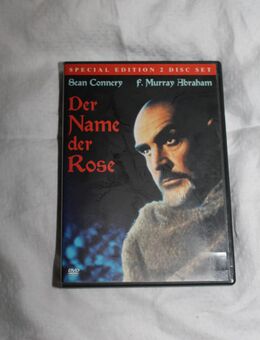 SPECIAL EDITION 2 DISC SET
Sean Connery F. Murray Abraham
Der
Name
der
Rose
DVD